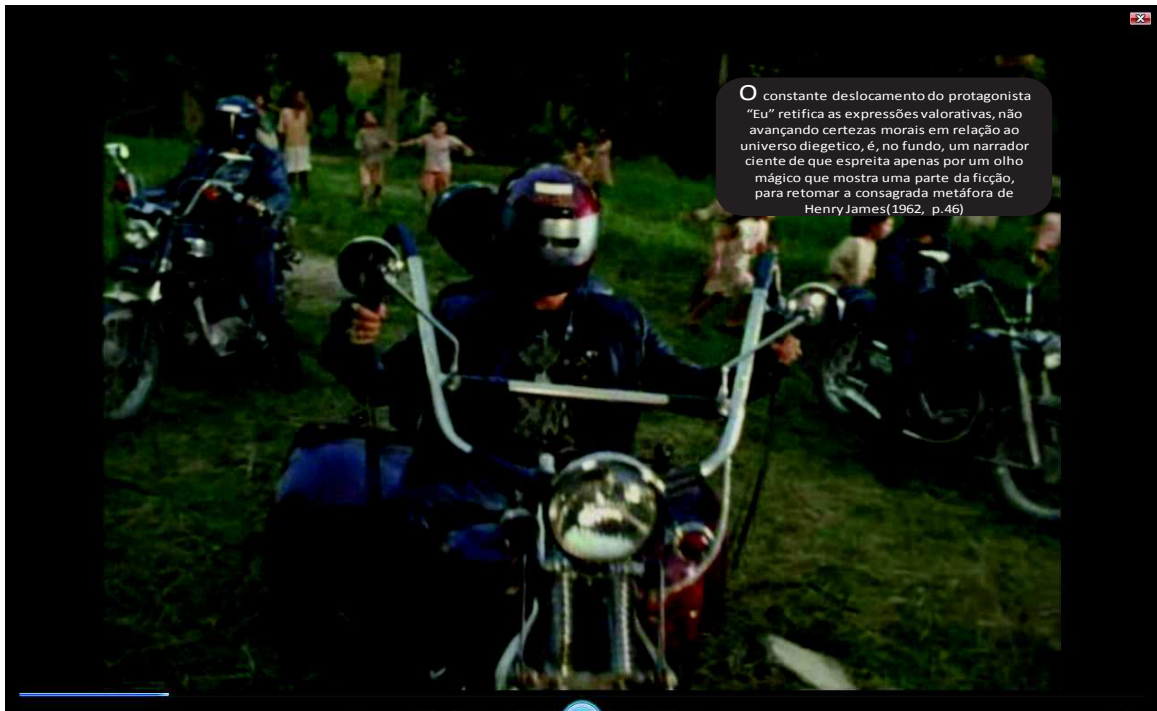 O constante deslocamento do protagonista
“Eu” retifica as expressões valorativas, não
avançando certezas morais em relação ao
universo diegetico, é, no fundo, um narrador
ciente de que espreita apenas por um olho
mágico que mostra uma parte da ficção,
para retomar a consagrada metáfora de
Henry James(1962, p.46)